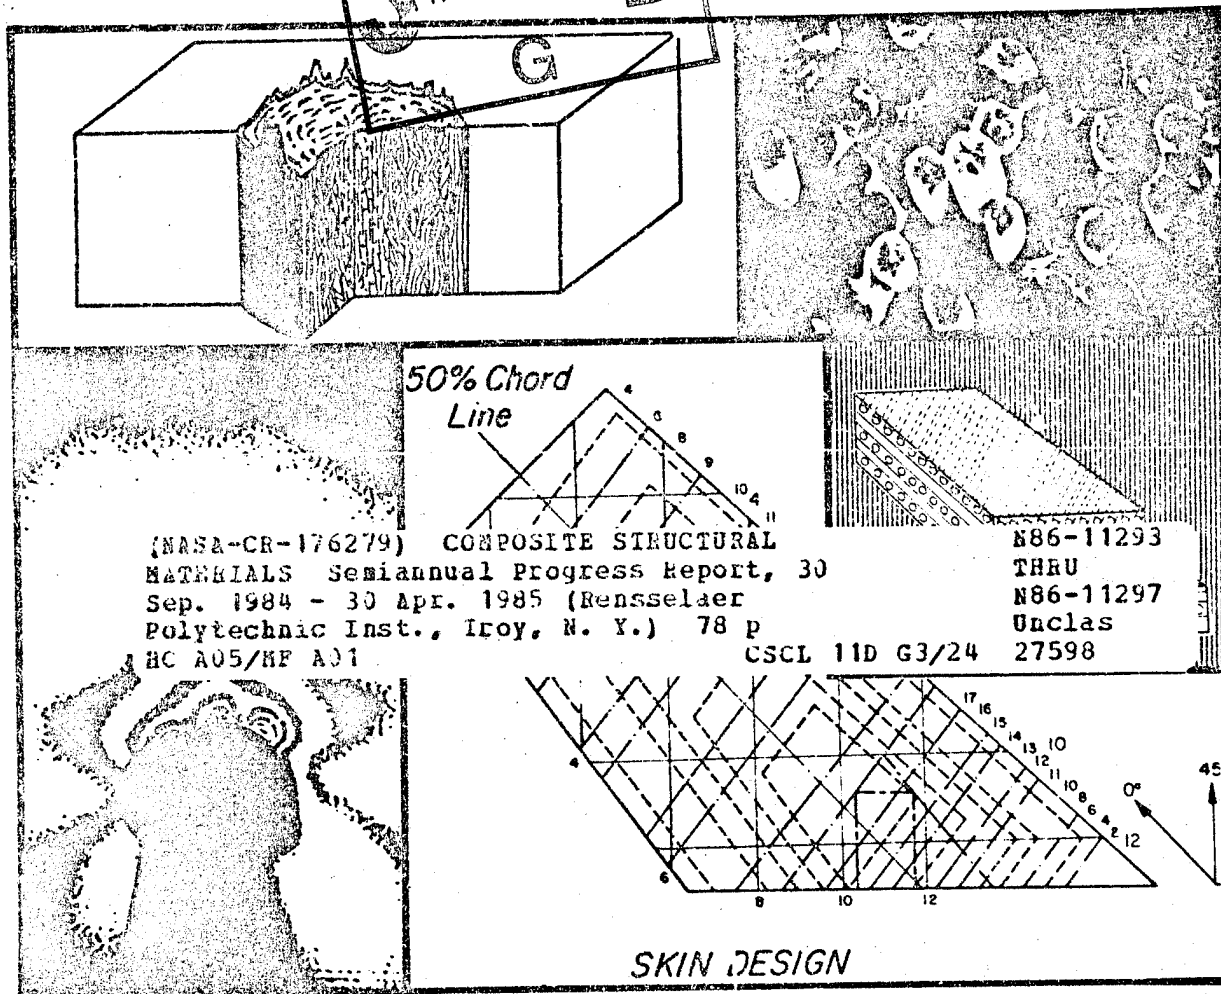 G
50% Chord
Line
4
6
8
9
10 4
11
(NASA-CR-176279) COMPOSITE STRUCTURAL
MATERIALS Semiannual Progress Report, 30
Sep. 1984 - 30 Apr. 1985 (Rensselaer
Polytechnic Inst., Troy, N. Y.) 78 p
HC A05/MF A01
CSCL 11D G3/24
N86-11293
THRU
N86-11297
Unclas
27598
17
16
15
14
13 10
12
11
10
8
6
4
2
12
4
6
8
10
12
0°
45
SKIN DESIGN